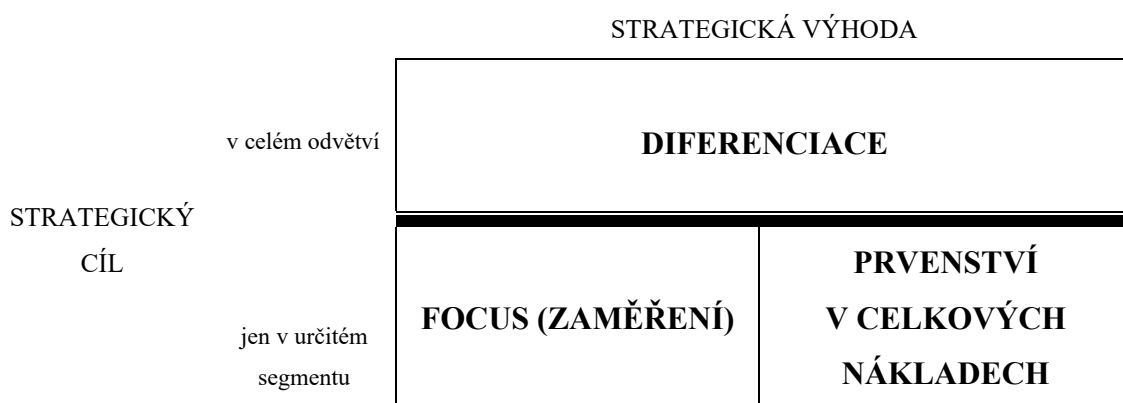 STRATEGICKÁ VÝHODA
v celém odvětví
DIFERENCIACE
STRATEGICKÝ
CÍL
jen v určitém
segmentu
FOCUS (ZAMĚŘENÍ)
PRVENSTVÍ
V CELKOVÝCH
NÁKLADECH